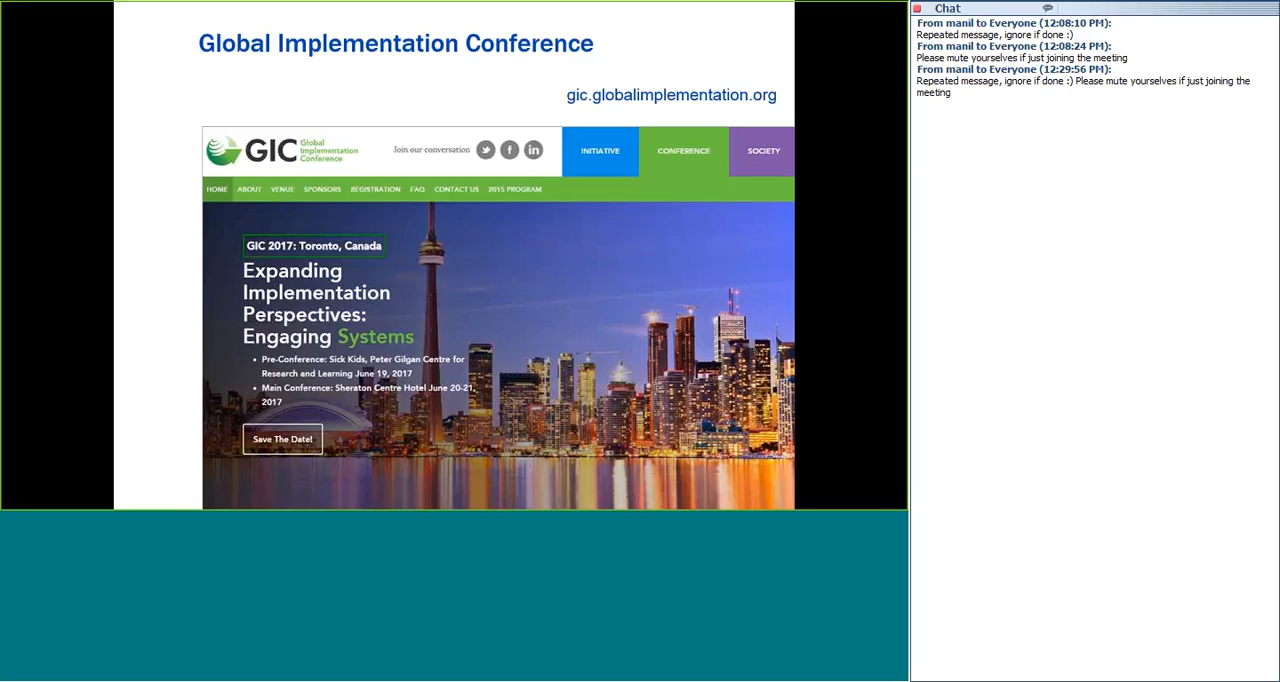 Global Implementation Conference
gic.globalimplementation.org
GIC Global
Implementation
Conference
Join our conversation
f
in
INITIATIVE
CONFERENCE
SOCIETY
HOME ABOUT VENUE SPONSORS REGISTRATION FAQ CONTACT US 2015 PROGRAM
GIC 2017: Toronto, Canada
Expanding
Implementation
Perspectives:
Engaging Systems
• Pre-Conference: Sick Kids, Peter Gilgan Centre for
Research and Learning June 19, 2017
• Main Conference: Sheraton Centre Hotel June 20-21,
2017
Save The Date!
Chat
From manil to Everyone (12:08:10 PM):
Repeated message, ignore if done :)
From manil to Everyone (12:08:24 PM):
Please mute yourselves if just joining the meeting
From manil to Everyone (12:29:56 PM):
Repeated message, ignore if done :) Please mute yourselves if just joining the
meeting